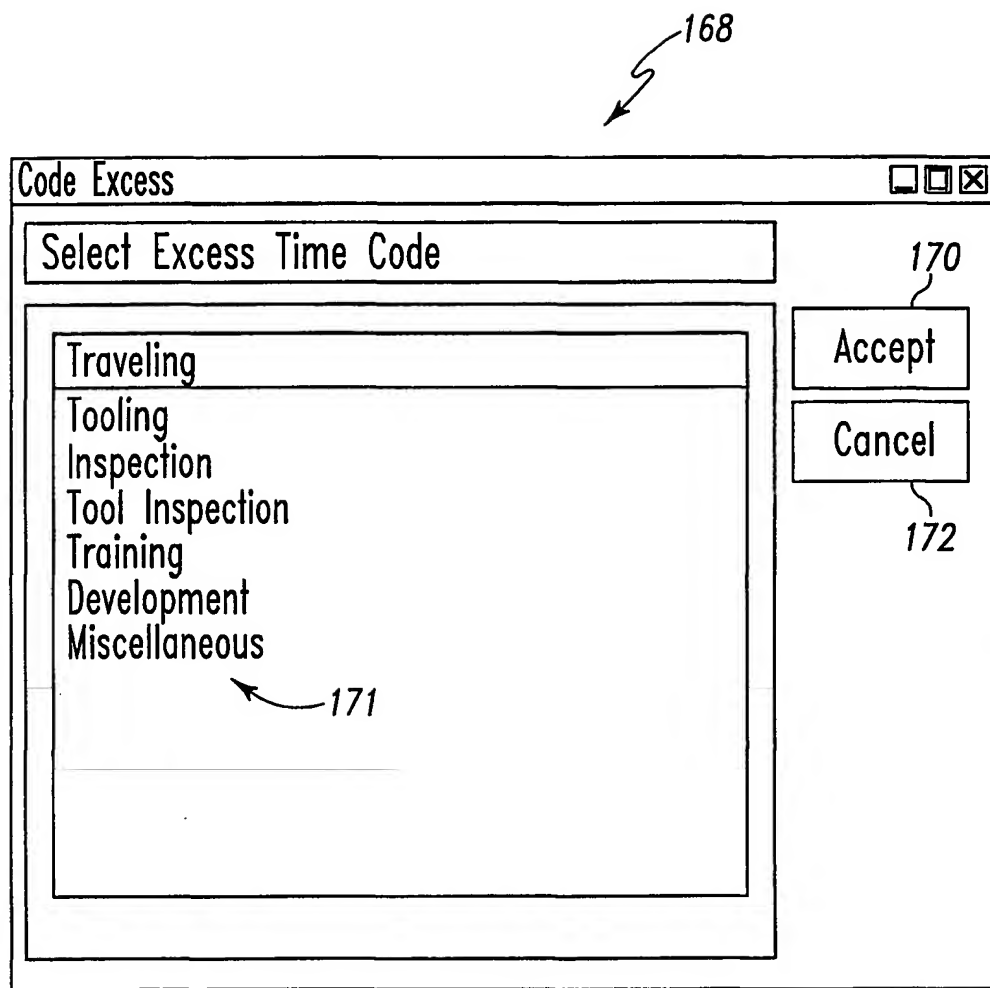 168
Code Excess
Select Excess Time Code
170
Accept
Traveling
Cancel
Tooling
Inspection
Tool Inspection
172
Training
Development
Miscellaneous
171